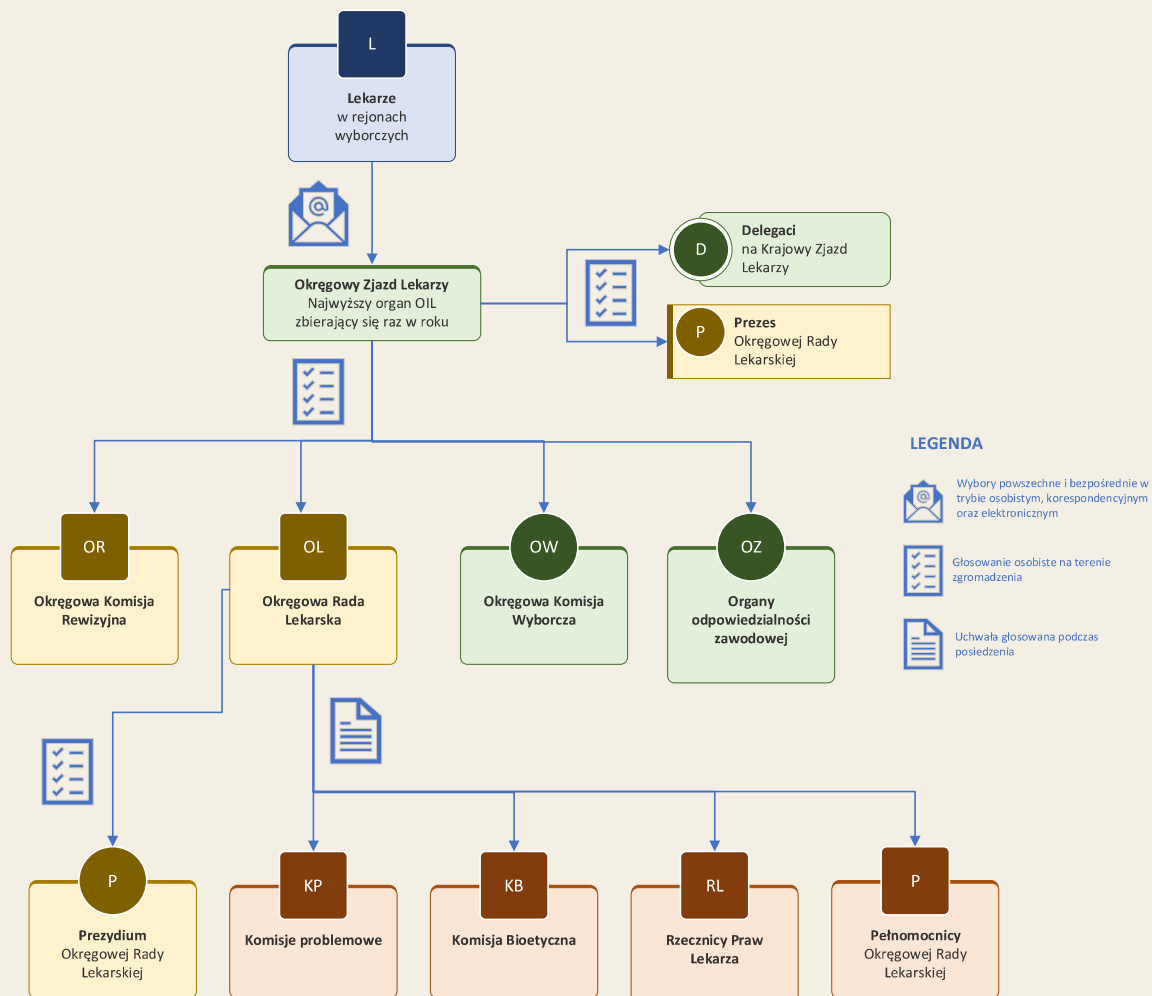 L
Lekarze
w rejonach
wyborczych
@
Okręgowy Zjazd Lekarzy
Najwyższy organ OIL
zbierający się raz w roku
D
Delegaci
na Krajowy Zjazd
Lekarzy
P
Prezes
Okręgowej Rady
Lekarskiej
LEGENDA
@
Wybory powszechne i bezpośrednie w
trybie osobistym, korespondencyjnym
oraz elektronicznym
Głosowanie osobiste na terenie
zgromadzenia
Uchwała głosowana podczas
posiedzenia
OR
Okręgowa Komisja
Rewizyjna
OL
Okręgowa Rada
Lekarska
OW
Okręgowa Komisja
Wyborcza
OZ
Organy
odpowiedzialności
zawodowej
P
Prezydium
Okręgowej Rady
Lekarskiej
KP
Komisje problemowe
KB
Komisja Bioetyczna
RL
Rzecznicy Praw
Lekarza
P
Pełnomocnicy
Okręgowej Rady
Lekarskiej